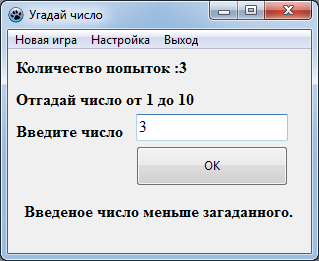 Угадай число
Новая игра Настройка Выход
Количество попыток :3
Отгадай число от 1 до 10
Введите число 3
OK
Введеное число меньше загаданного.